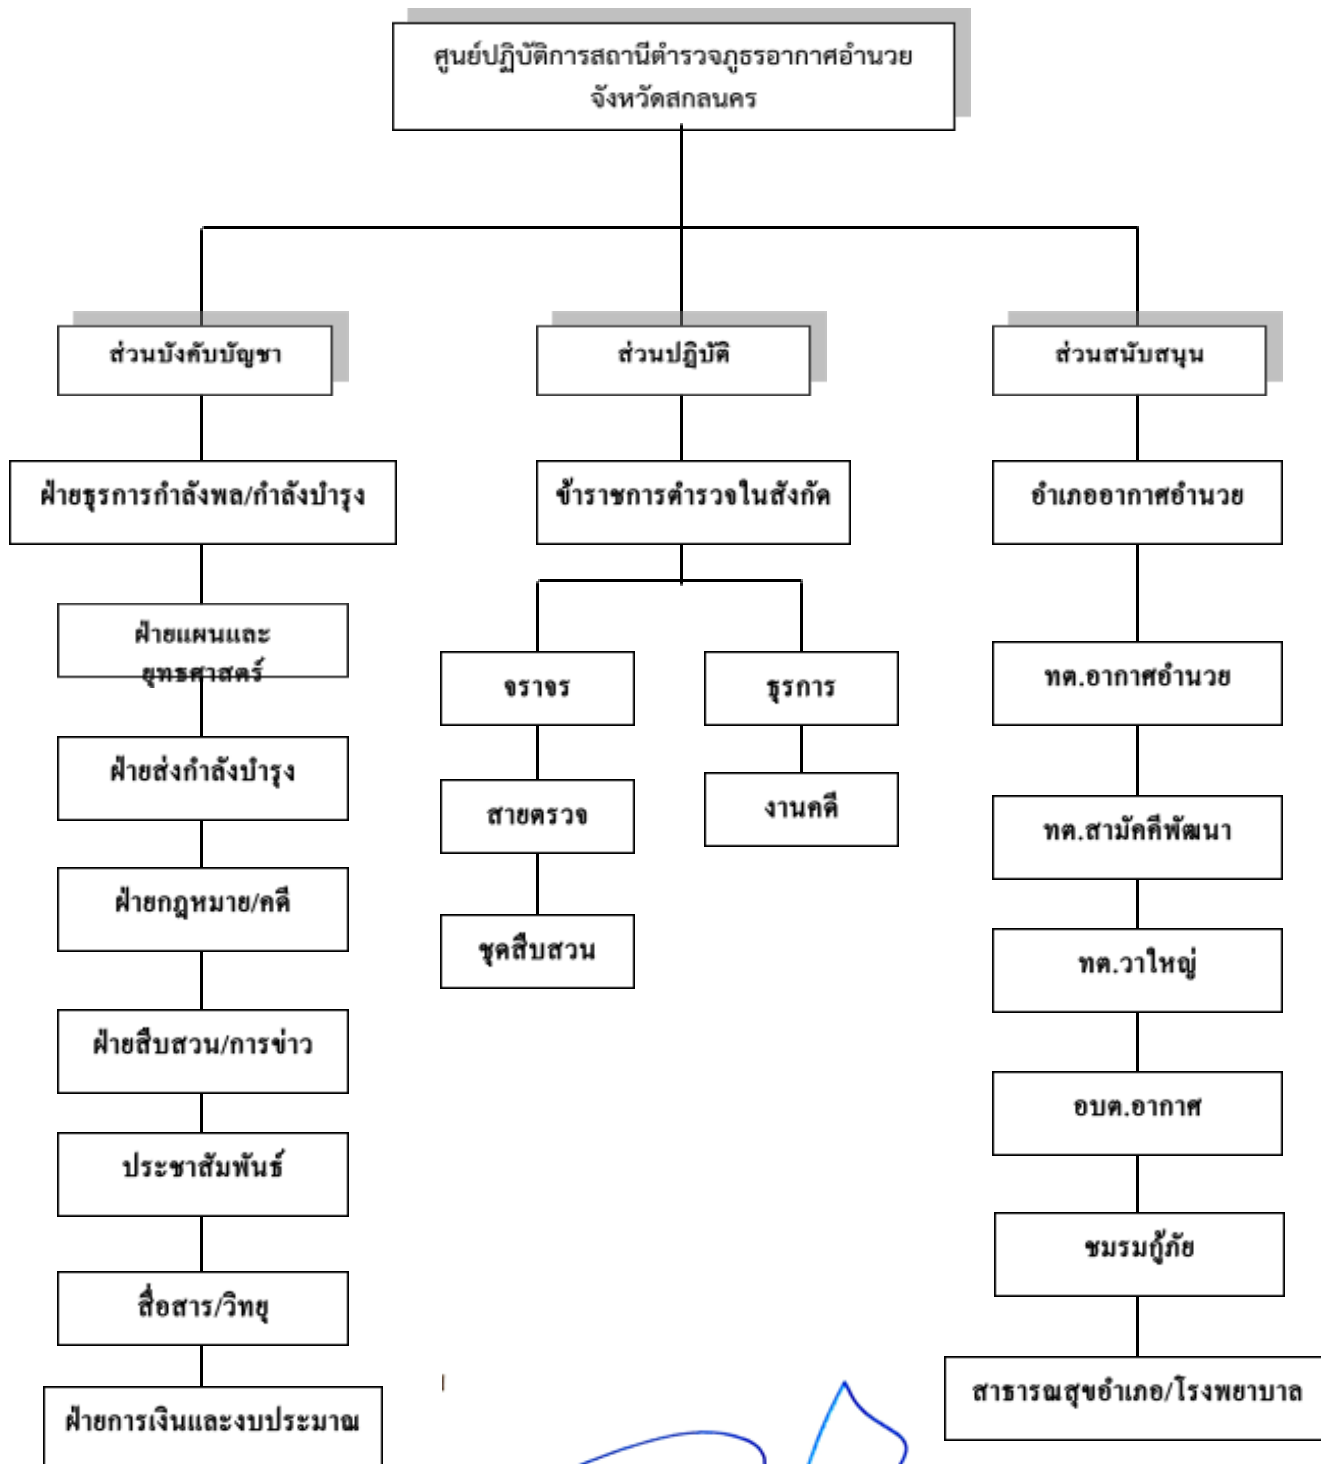 ศูนย์ปฏิบัติการสถานีตำรวจภูธรอากาศอำนวย
จังหวัดสกลนคร
ส่วนบังคับบัญชา
ฝ่ายธุรการกำลังพล/กำลังบำรุง
ฝ่ายแผนและ
ยุทธศาสตร์
ฝ่ายส่งกำลังบำรุง
ฝ่ายกฎหมาย/คดี
ฝ่ายสืบสวน/การข่าว
ประชาสัมพันธ์
สื่อสาร/วิทยุ
ฝ่ายการเงินและงบประมาณ
ส่วนปฏิบัติ
ข้าราชการตำรวจในสังกัด
จราจร
สายตรวจ
ชุดสืบสวน
ธุรการ
งานคดี
ส่วนสนับสนุน
อำเภออากาศอำนวย
ทต.อากาศอำนวย
ทต.สามัคคีพัฒนา
ทต.วาใหญ่
อบต.อากาศ
ชมรมกู้ภัย
สาธารณสุขอำเภอ/โรงพยาบาล